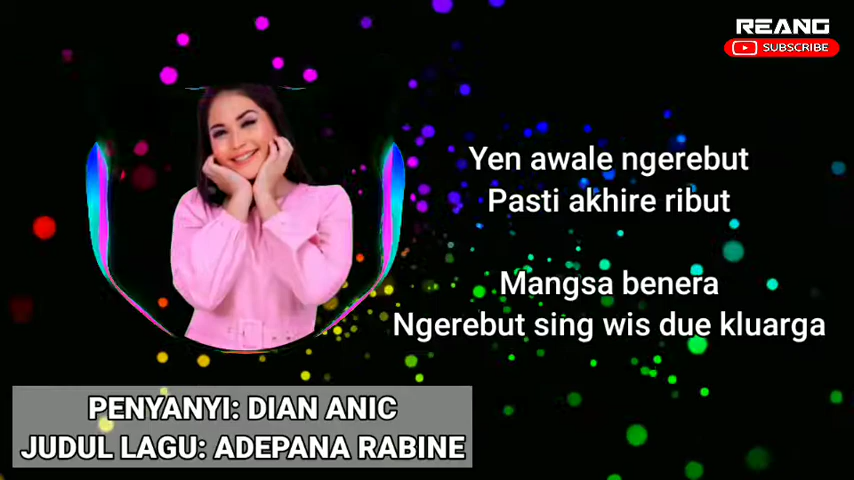 REANG
SUBSCRIBE
Yen awale ngerebut
Pasti akhire ribut
Mangsa benera
Ngerebut sing wis due kluarga
PENYANYI: DIAN ANIC
JUDUL LAGU: ADEPANA RABINE